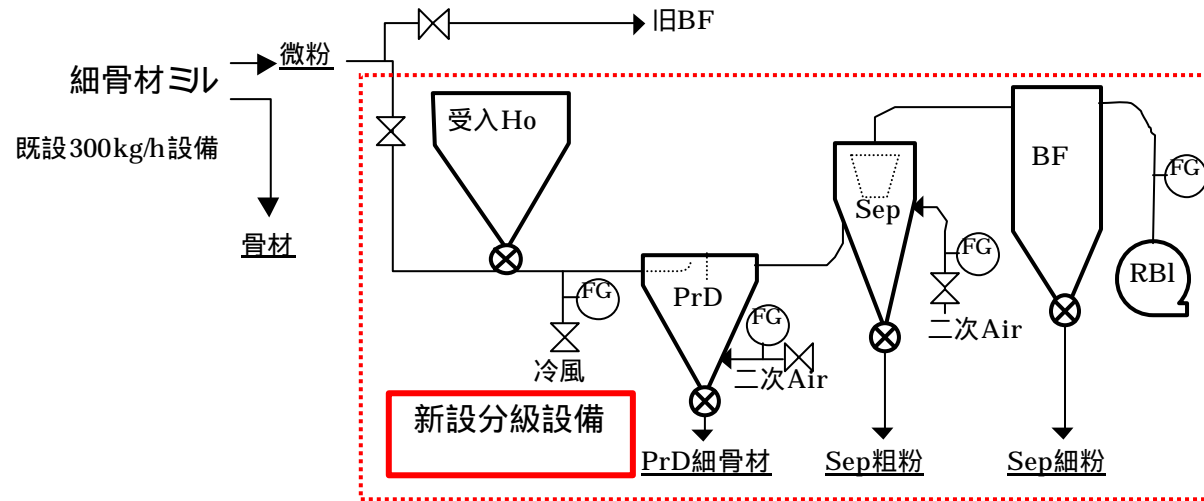 旧BF
微粉
細骨材ミル
受入Ho
既設300kg/h設備
BF
FG
Sep
骨材
FG
RBl
FG
PrD
FG
二次Air
冷風
二次Air
新設分級設備
PrD細骨材
Sep粗粉
Sep細粉